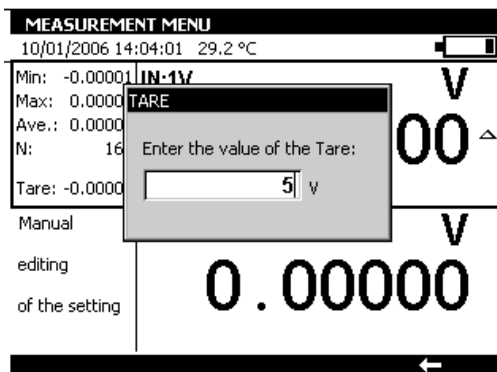 MEASUREMENT MENU
10/01/2006 14:04:01 29.2 °C
Min: -0.00001 IN:1V V
Max: 0.0000
Ave.: 0.0000
N: 16
Tare: -0.0000
00
TARE
Enter the value of the Tare:
5 V
Manual
editing
of the setting
V
0.00000